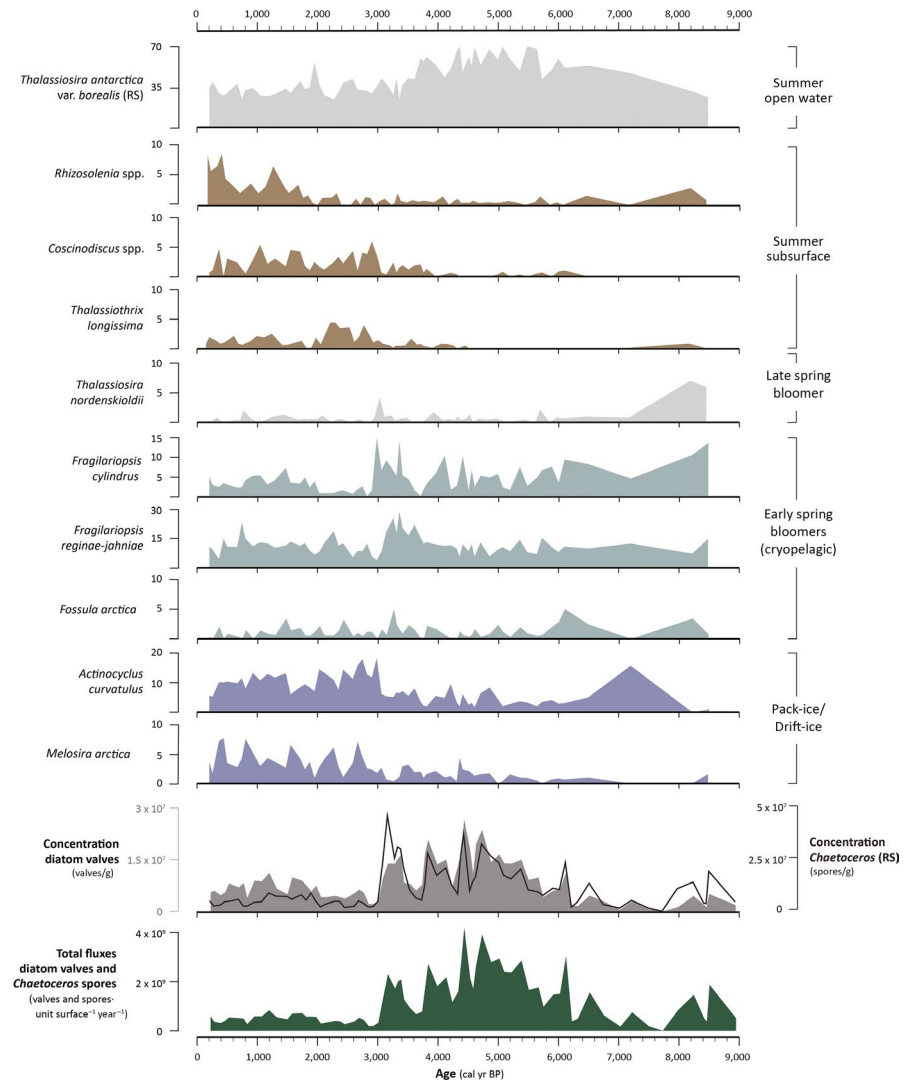 0 1,000 2,000 3,000 4,000 5,000 6,000 7,000 8,000 9,000
70
35
Thalassiosira antarctica
var. borealis (RS)
Summer
open water
10
5
Rhizosolenia spp.
10
5
Coscinodiscus spp.
Summer
subsurface
10
5
Thalassiothrix
longissima
10
5
Thalassiosira
nordenskioldii
Late spring
bloomer
15
10
5
Fragilariopsis
cylindrus
30
15
Fragilariopsis
reginae-jahniae
Early spring
bloomers
(cryopelagic)
10
5
Fossula arctica
20
10
Actinocyclus
curvatulus
Pack-ice/
Drift-ice
10
5
0
Melosira arctica
3 x 10⁷
1.5 x 10⁷
0
Concentration
diatom valves
(valves/g)
5 x 10⁷
2.5 x 10⁷
0
Concentration
Chaetoceros (RS)
(spores/g)
4 x 10⁹
2 x 10⁹
0
Total fluxes
diatom valves and
Chaetoceros spores
(valves and spores·
unit surface⁻¹ year⁻¹)
0 1,000 2,000 3,000 4,000 5,000 6,000 7,000 8,000 9,000
Age (cal yr BP)